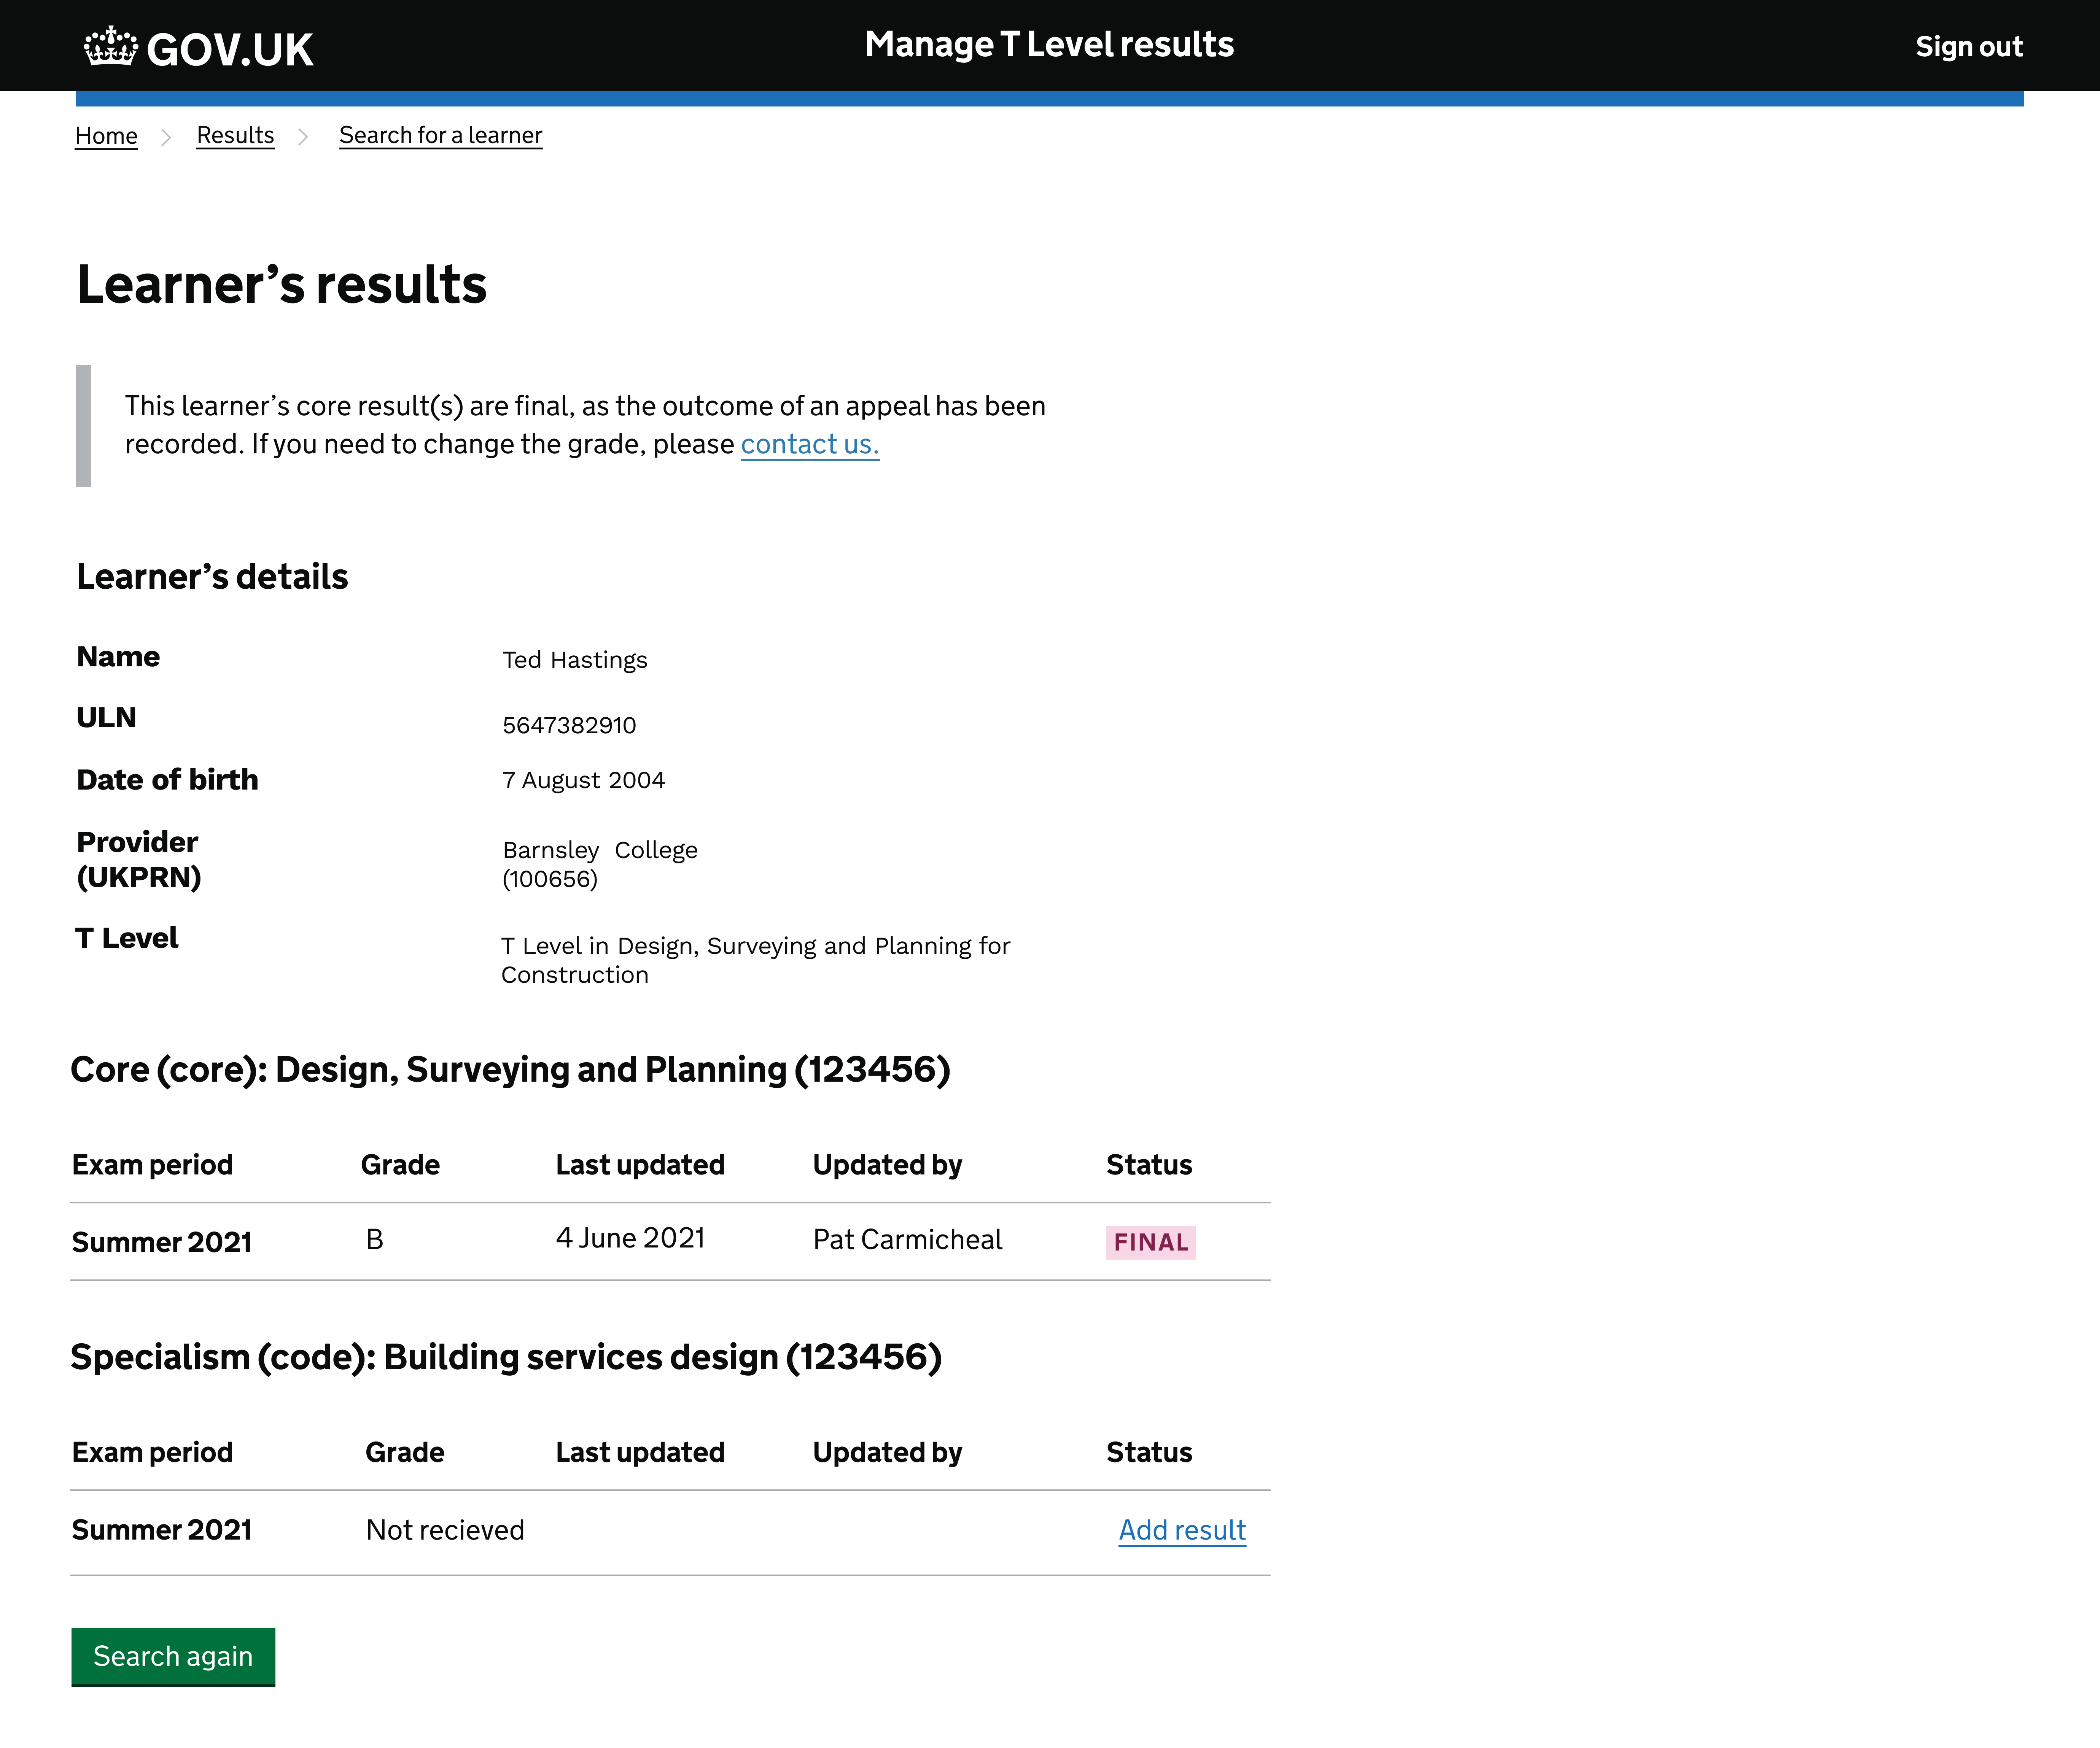 GOV.UK Manage T Level results Sign out
Home Results Search for a learner
Learner’s results
This learner’s core result(s) are final, as the outcome of an appeal has been
recorded. If you need to change the grade, please contact us.
Learner’s details
Name Ted Hastings
ULN 5647382910
Date of birth 7 August 2004
Provider Barnsley College
(UKPRN) (100656)
T Level T Level in Design, Surveying and Planning for
Construction
Core (core): Design, Surveying and Planning (123456)
Exam period Grade Last updated Updated by Status
Summer 2021 B 4 June 2021 Pat Carmicheal FINAL
Specialism (code): Building services design (123456)
Exam period Grade Last updated Updated by Status
Summer 2021 Not recieved Add result
Search again